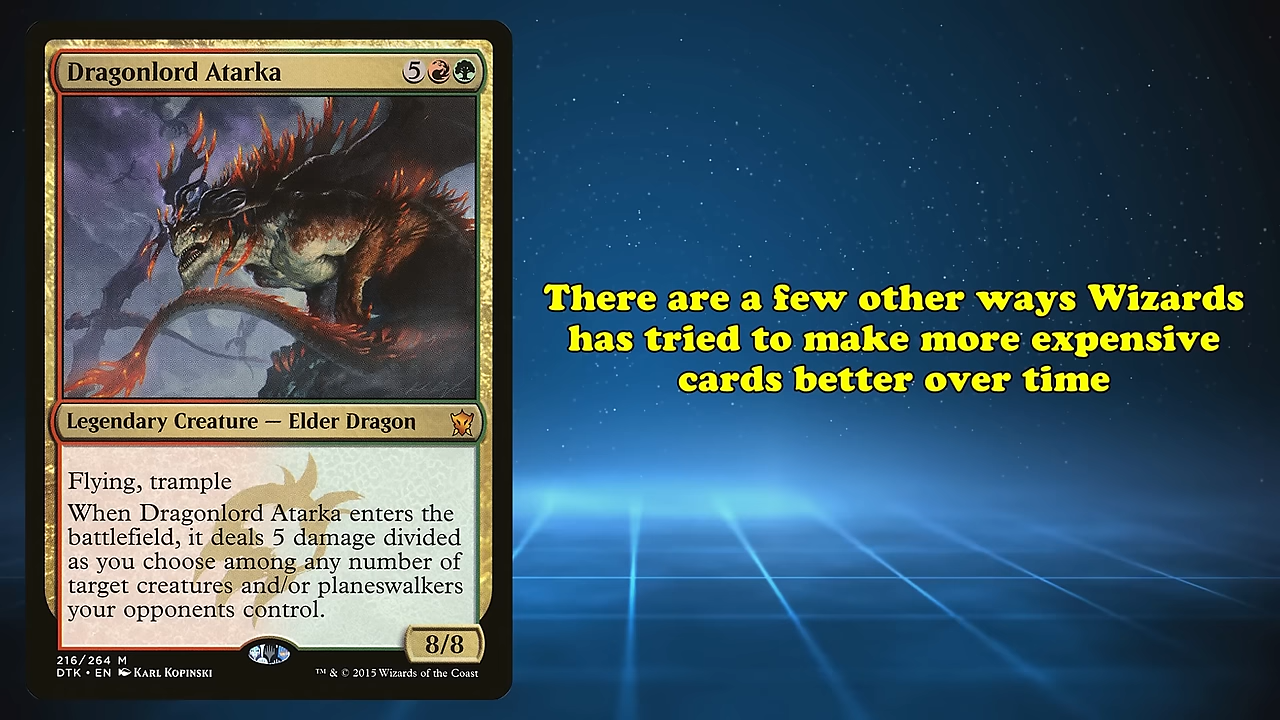 Dragonlord Atarka
5
Legendary Creature — Elder Dragon
Flying, trample
When Dragonlord Atarka enters the
battlefield, it deals 5 damage divided
as you choose among any number of
target creatures and/or planeswalkers
your opponents control.
8/8
216/264 M
DTK • EN Karl Kopinski
™ & © 2015 Wizards of the Coast
There are a few other ways Wizards
has tried to make more expensive
cards better over time